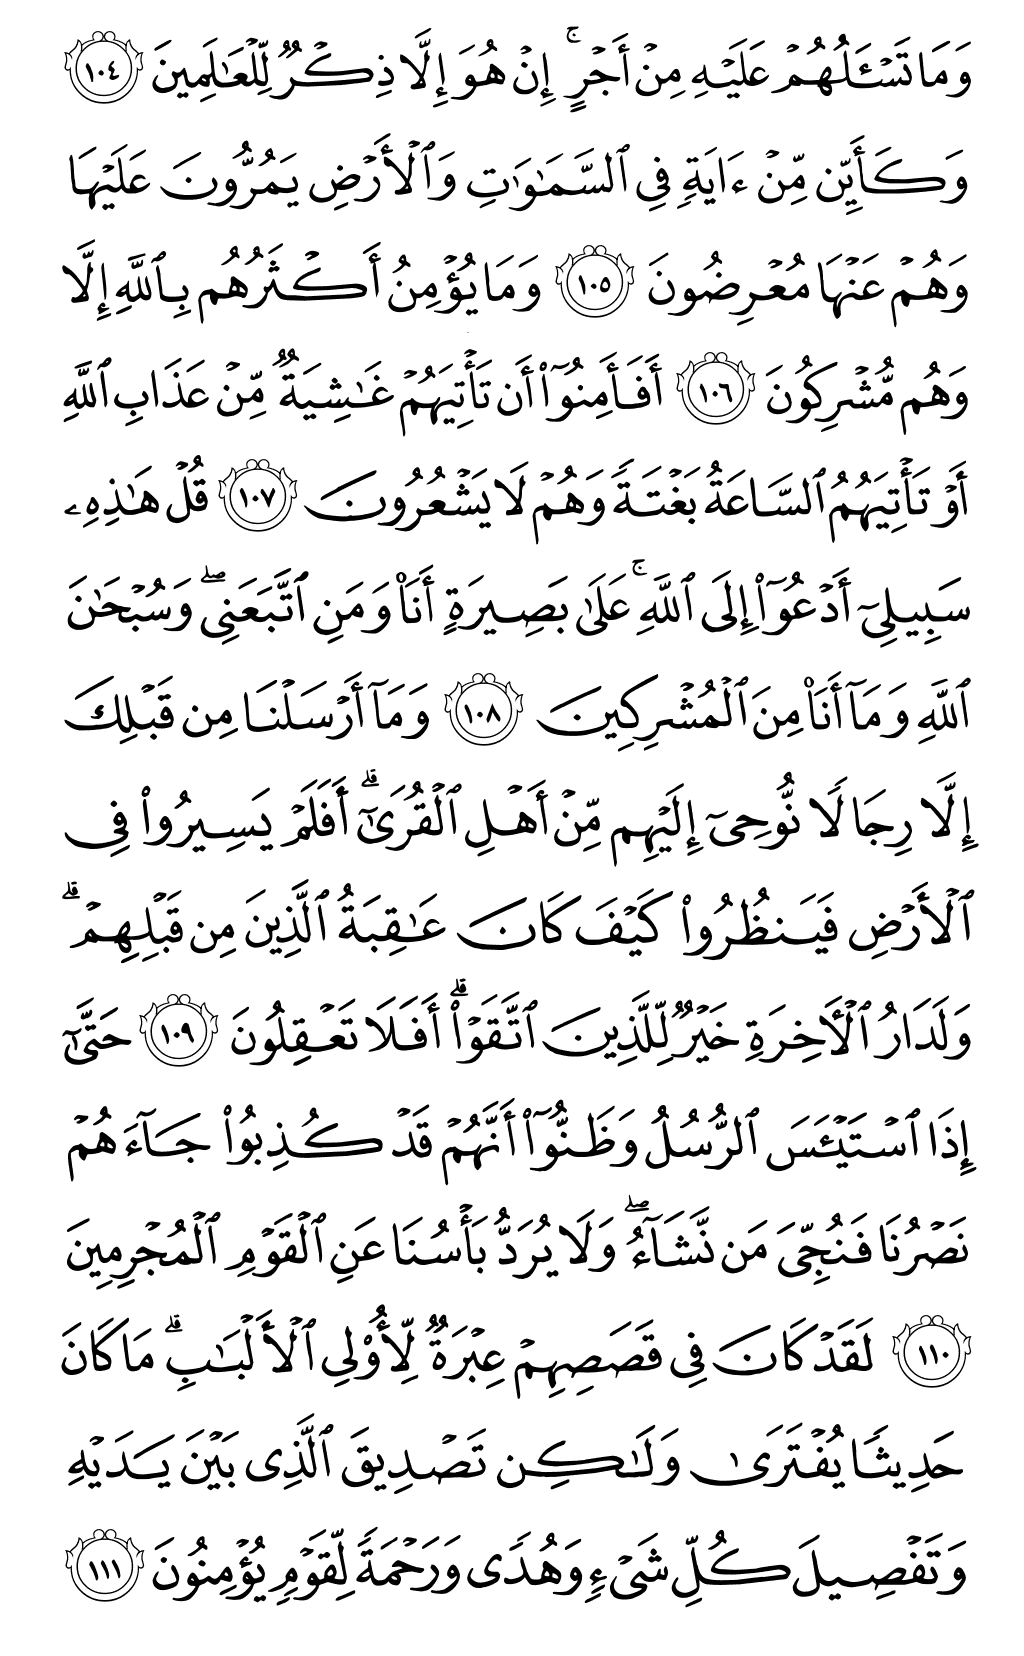 وَمَا تَسْـَٔلُهُمْ عَلَيْهِ مِنْ أَجْرٍ ۚ إِنْ هُوَ إِلَّا ذِكْرٌ لِّلْعَـٰلَمِينَ ١٠٤
وَكَأَيِّن مِّنْ ءَايَةٍ فِى ٱلسَّمَـٰوَٰتِ وَٱلْأَرْضِ يَمُرُّونَ عَلَيْهَا
وَهُمْ عَنْهَا مُعْرِضُونَ ١٠٥ وَمَا يُؤْمِنُ أَكْثَرُهُم بِٱللَّهِ إِلَّا
وَهُم مُّشْرِكُونَ ١٠٦ أَفَأَمِنُوٓا۟ أَن تَأْتِيَهُمْ غَـٰشِيَةٌ مِّنْ عَذَابِ ٱللَّهِ
أَوْ تَأْتِيَهُمُ ٱلسَّاعَةُ بَغْتَةً وَهُمْ لَا يَشْعُرُونَ ١٠٧ قُلْ هَـٰذِهِۦ
سَبِيلِىٓ أَدْعُوٓا۟ إِلَى ٱللَّهِ ۚ عَلَىٰ بَصِيرَةٍ أَنَا۠ وَمَنِ ٱتَّبَعَنِى ۖ وَسُبْحَـٰنَ
ٱللَّهِ وَمَآ أَنَا۠ مِنَ ٱلْمُشْرِكِينَ ١٠٨ وَمَآ أَرْسَلْنَا مِن قَبْلِكَ
إِلَّا رِجَالًا نُّوحِىٓ إِلَيْهِم مِّنْ أَهْلِ ٱلْقُرَىٰٓ ۗ أَفَلَمْ يَسِيرُوا۟ فِى
ٱلْأَرْضِ فَيَنظُرُوا۟ كَيْفَ كَانَ عَـٰقِبَةُ ٱلَّذِينَ مِن قَبْلِهِمْ ۗ
وَلَدَارُ ٱلْـَٔاخِرَةِ خَيْرٌ لِّلَّذِينَ ٱتَّقَوْا۟ ۗ أَفَلَا تَعْقِلُونَ ١٠٩ حَتَّىٰٓ
إِذَا ٱسْتَيْـَٔسَ ٱلرُّسُلُ وَظَنُّوٓا۟ أَنَّهُمْ قَدْ كُذِبُوا۟ جَآءَهُمْ
نَصْرُنَا فَنُجِّىَ مَن نَّشَآءُ ۖ وَلَا يُرَدُّ بَأْسُنَا عَنِ ٱلْقَوْمِ ٱلْمُجْرِمِينَ
١١٠ لَقَدْ كَانَ فِى قَصَصِهِمْ عِبْرَةٌ لِّأُو۟لِى ٱلْأَلْبَـٰبِ ۗ مَا كَانَ
حَدِيثًا يُفْتَرَىٰ وَلَـٰكِن تَصْدِيقَ ٱلَّذِى بَيْنَ يَدَيْهِ
وَتَفْصِيلَ كُلِّ شَىْءٍ وَهُدًى وَرَحْمَةً لِّقَوْمٍ يُؤْمِنُونَ ١١١